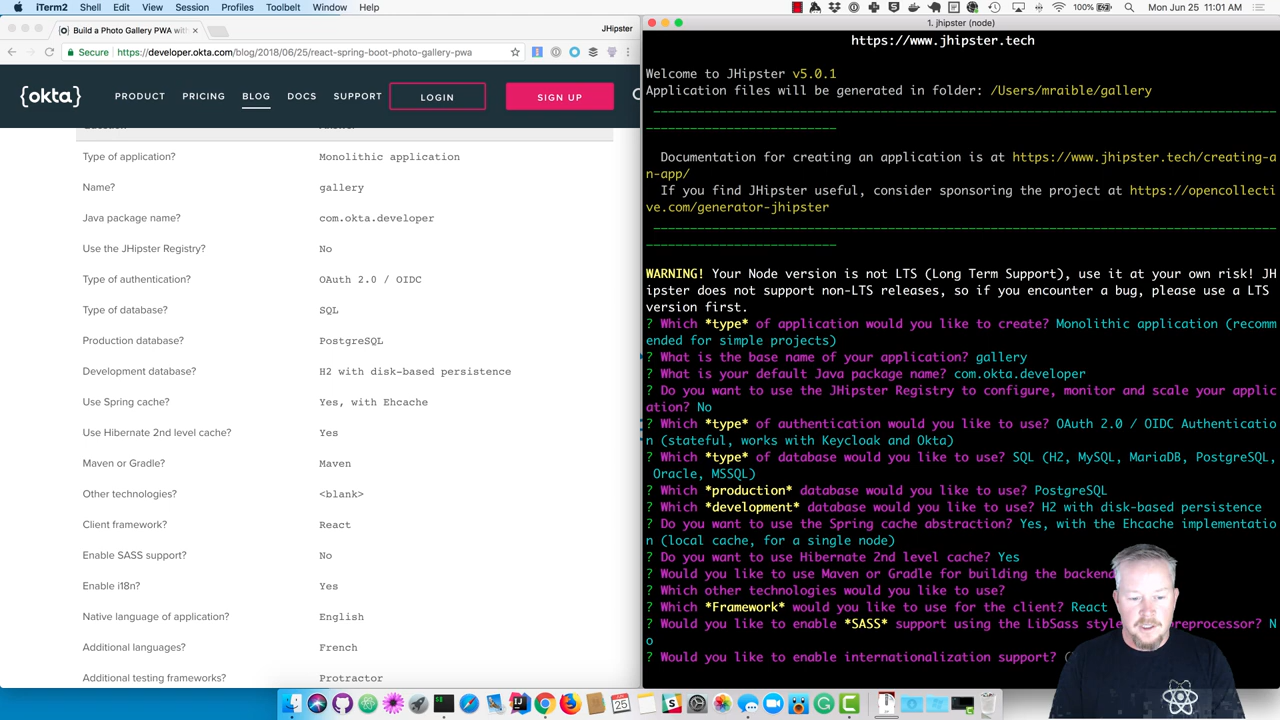 iTerm2 Shell Edit View Session Profiles Toolbelt Window Help
100% Mon Jun 25 11:01 AM
Build a Photo Gallery PWA wit
JHipster
Secure https://developer.okta.com/blog/2018/06/25/react-spring-boot-photo-gallery-pwa
{okta} PRODUCT PRICING BLOG DOCS SUPPORT LOGIN SIGN UP
Type of application? Monolithic application
Name? gallery
Java package name? com.okta.developer
Use the JHipster Registry? No
Type of authentication? OAuth 2.0 / OIDC
Type of database? SQL
Production database? PostgreSQL
Development database? H2 with disk-based persistence
Use Spring cache? Yes, with Ehcache
Use Hibernate 2nd level cache? Yes
Maven or Gradle? Maven
Other technologies? <blank>
Client framework? React
Enable SASS support? No
Enable i18n? Yes
Native language of application? English
Additional languages? French
Additional testing frameworks? Protractor
1. jhipster (node)
https://www.jhipster.tech
Welcome to JHipster v5.0.1
Application files will be generated in folder: /Users/mraible/gallery
Documentation for creating an application is at https://www.jhipster.tech/creating-a
n-app/
If you find JHipster useful, consider sponsoring the project at https://opencollecti
ve.com/generator-jhipster
WARNING! Your Node version is not LTS (Long Term Support), use it at your own risk! JH
ipster does not support non-LTS releases, so if you encounter a bug, please use a LTS
version first.
? Which *type* of application would you like to create? Monolithic application (recomm
ended for simple projects)
? What is the base name of your application? gallery
? What is your default Java package name? com.okta.developer
? Do you want to use the JHipster Registry to configure, monitor and scale your applic
ation? No
? Which *type* of authentication would you like to use? OAuth 2.0 / OIDC Authenticatio
n (stateful, works with Keycloak and Okta)
? Which *type* of database would you like to use? SQL (H2, MySQL, MariaDB, PostgreSQL,
Oracle, MSSQL)
? Which *production* database would you like to use? PostgreSQL
? Which *development* database would you like to use? H2 with disk-based persistence
? Do you want to use the Spring cache abstraction? Yes, with the Ehcache implementatio
n (local cache, for a single node)
? Do you want to use Hibernate 2nd level cache? Yes
? Would you like to use Maven or Gradle for building the backend
? Which other technologies would you like to use?
? Which *Framework* would you like to use for the client? React
? Would you like to enable *SASS* support using the LibSass style reprocessor? N
o
? Would you like to enable internationalization support? (